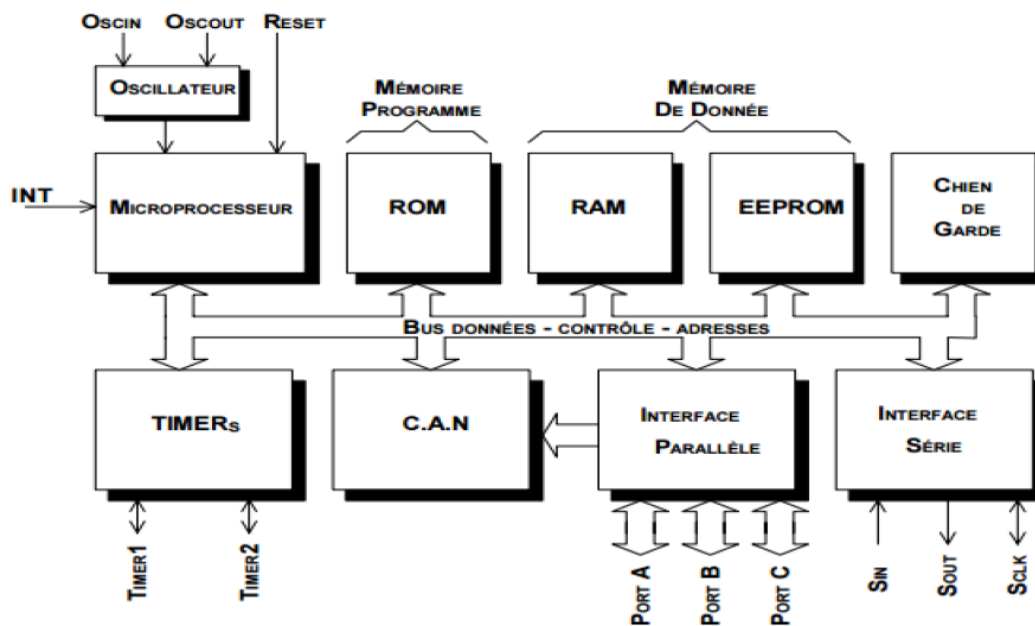 OSCIN OSCOUT RESET
OSCILLATEUR
MÉMOIRE
PROGRAMME
MÉMOIRE
DE DONNÉE
INT
MICROPROCESSEUR
ROM
RAM
EEPROM
CHIEN
DE
GARDE
BUS DONNÉES - CONTRÔLE - ADRESSES
TIMERs
C.A.N
INTERFACE
PARALLÈLE
INTERFACE
SÉRIE
TIMER1
TIMER2
PORT A
PORT B
PORT C
SIN
SOUT
SCLK